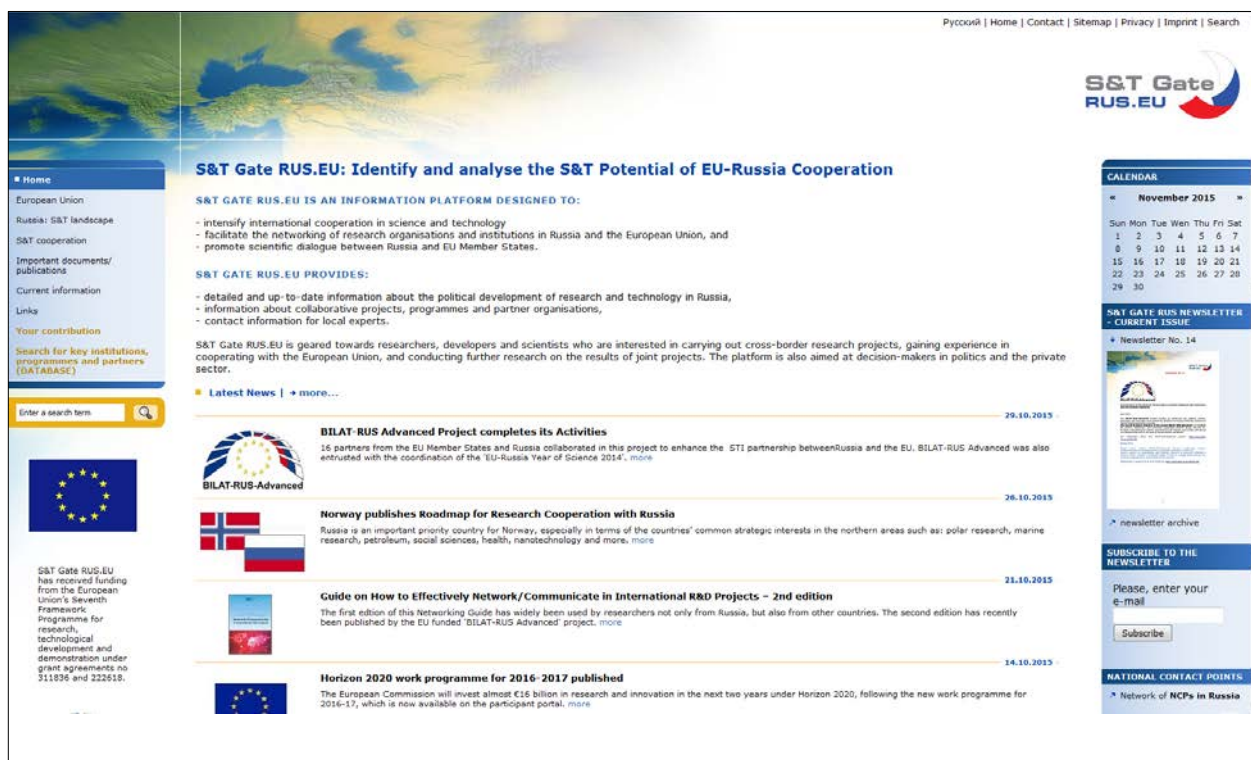 Русский | Home | Contact | Sitemap | Privacy | Imprint | Search
S&T Gate
RUS.EU
Home
European Union
Russia: S&T landscape
S&T cooperation
Important documents/
publications
Current information
Links
Your contribution
Search for key institutions,
programmes and partners
(DATABASE)
Enter a search term
S&T Gate RUS.EU
has received funding
from the European
Union's Seventh
Framework
Programme for
research,
technological
development and
demonstration under
grant agreements no
311836 and 222618.
S&T Gate RUS.EU: Identify and analyse the S&T Potential of EU-Russia Cooperation
S&T GATE RUS.EU IS AN INFORMATION PLATFORM DESIGNED TO:
- intensify international cooperation in science and technology
- facilitate the networking of research organisations and institutions in Russia and the European Union, and
- promote scientific dialogue between Russia and EU Member States.
S&T GATE RUS.EU PROVIDES:
- detailed and up-to-date information about the political development of research and technology in Russia,
- information about collaborative projects, programmes and partner organisations,
- contact information for local experts.
S&T Gate RUS.EU is geared towards researchers, developers and scientists who are interested in carrying out cross-border research projects, gaining experience in
cooperating with the European Union, and conducting further research on the results of joint projects. The platform is also aimed at decision-makers in politics and the private
sector.
Latest News | more...
29.10.2015
BILAT-RUS Advanced Project completes its Activities
16 partners from the EU Member States and Russia collaborated in this project to enhance the STI partnership betweenRussia and the EU. BILAT-RUS Advanced was also
entrusted with the coordination of the 'EU-Russia Year of Science 2014'. more
BILAT-RUS-Advanced
26.10.2015
Norway publishes Roadmap for Research Cooperation with Russia
Russia is an important priority country for Norway, especially in terms of the countries' common strategic interests in the northern areas such as: polar research, marine
research, petroleum, social sciences, health, nanotechnology and more. more
21.10.2015
Guide on How to Effectively Network/Communicate in International R&D Projects – 2nd edition
The first edtion of this Networking Guide has widely been used by researchers not only from Russia, but also from other countries. The second edition has recently
been published by the EU funded 'BILAT-RUS Advanced' project. more
14.10.2015
Horizon 2020 work programme for 2016-2017 published
The European Commission will invest almost €16 billion in research and innovation in the next two years under Horizon 2020, following the new work programme for
2016-17, which is now available on the participant portal. more
CALENDAR
« November 2015 »
Sun Mon Tue Wen Thu Fri Sat
1 2 3 4 5 6 7
8 9 10 11 12 13 14
15 16 17 18 19 20 21
22 23 24 25 26 27 28
29 30
S&T GATE RUS NEWSLETTER
- CURRENT ISSUE
Newsletter No. 14
newsletter archive
SUBSCRIBE TO THE
NEWSLETTER
Please, enter your
e-mail
Subscribe
NATIONAL CONTACT POINTS
Network of NCPs in Russia